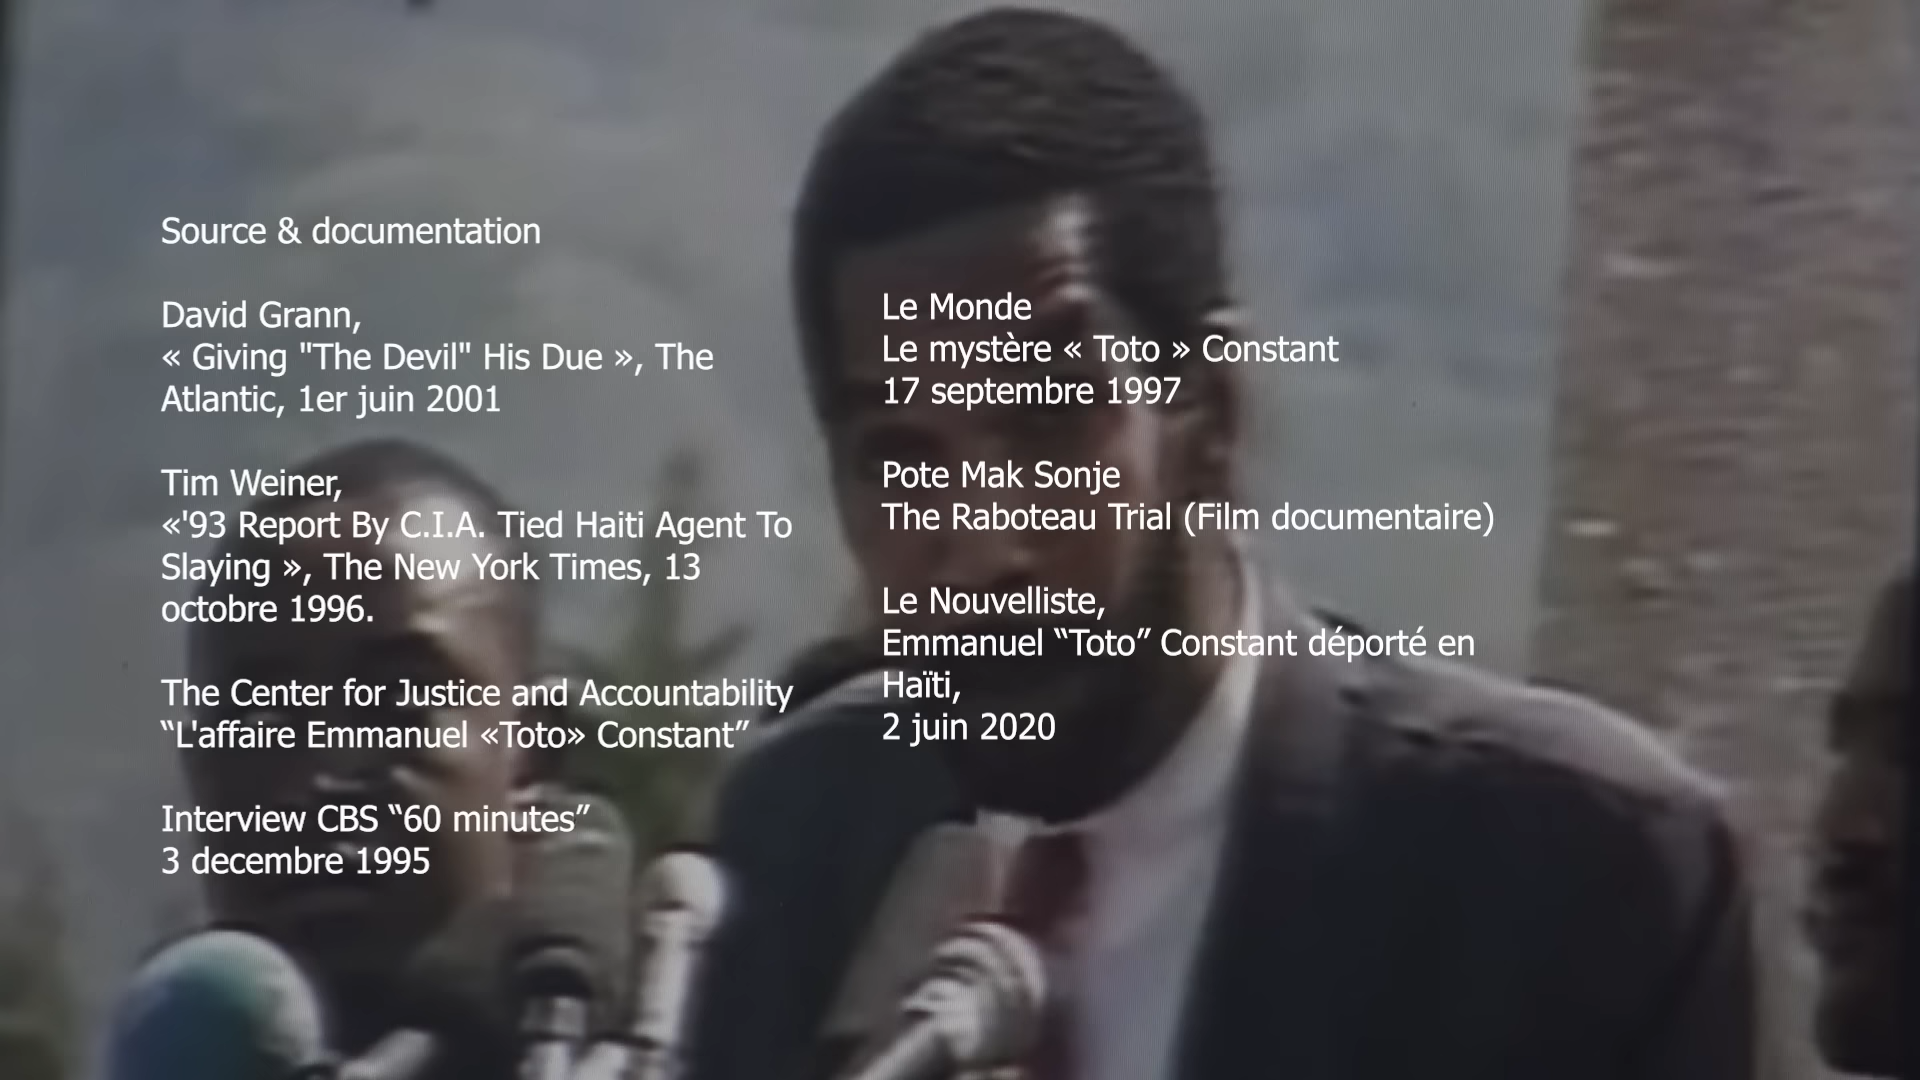 Source & documentation
David Grann,
« Giving "The Devil" His Due », The
Atlantic, 1er juin 2001
Tim Weiner,
«'93 Report By C.I.A. Tied Haiti Agent To
Slaying », The New York Times, 13
octobre 1996.
The Center for Justice and Accountability
“L'affaire Emmanuel «Toto» Constant”
Interview CBS “60 minutes”
3 decembre 1995
Le Monde
Le mystère « Toto » Constant
17 septembre 1997
Pote Mak Sonje
The Raboteau Trial (Film documentaire)
Le Nouvelliste,
Emmanuel “Toto” Constant déporté en
Haïti,
2 juin 2020